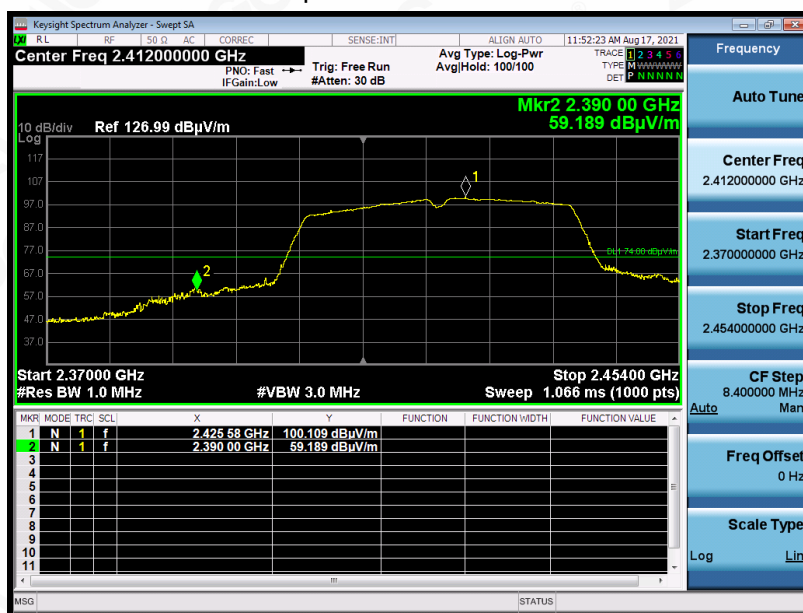 Keysight Spectrum Analyzer - Swept SA
LXI RL RF 50 Ω AC CORREC SENSE:INT ALIGN AUTO 11:52:23 AM Aug 17, 2021
Center Freq 2.412000000 GHz
PNO: Fast
IFGain:Low
Trig: Free Run
#Atten: 30 dB
Avg Type: Log-Pwr
Avg|Hold: 100/100
TRACE 1 2 3 4 5 6
TYPE M WWWWW
DET P N N N N N
Mkr2 2.390 00 GHz
59.189 dBµV/m
10 dB/div Ref 126.99 dBµV/m
Log
117
107
97.0
87.0
77.0
67.0
57.0
47.0
37.0
1
2
DL1 74.00 dBµV/m
Start 2.37000 GHz Stop 2.45400 GHz
#Res BW 1.0 MHz #VBW 3.0 MHz Sweep 1.066 ms (1000 pts)
MKR MODE TRC SCL X Y FUNCTION FUNCTION WIDTH FUNCTION VALUE
1 N 1 f 2.425 58 GHz 100.109 dBµV/m
2 N 1 f 2.390 00 GHz 59.189 dBµV/m
3
4
5
6
7
8
9
10
11
MSG STATUS
Frequency
Auto Tune
Center Freq
2.412000000 GHz
Start Freq
2.370000000 GHz
Stop Freq
2.454000000 GHz
CF Step
8.400000 MHz
Auto Man
Freq Offset
0 Hz
Scale Type
Log Lin